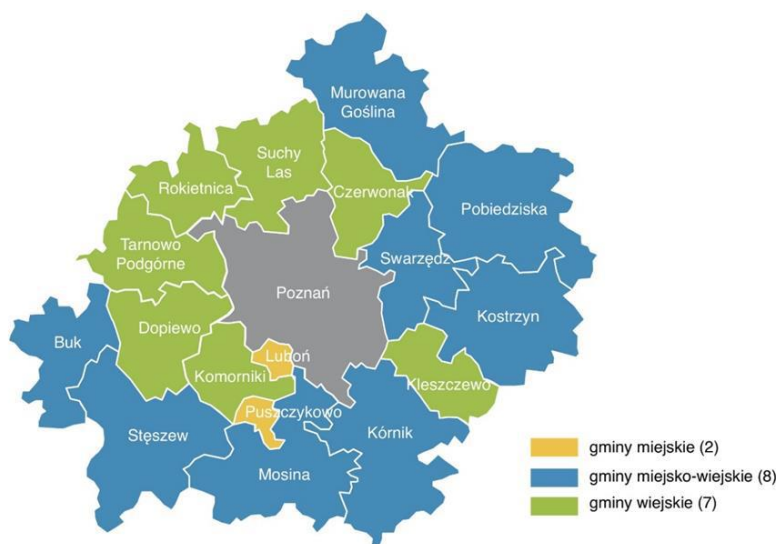 Murowana
Goślina
Suchy
Las
Rokietnica
Czerwonak
Pobiedziska
Tarnowo
Podgórne
Swarzędz
Poznań
Kostrzyn
Buk
Dopiewo
Luboń
Komorniki
Kleszczewo
Puszczykowo
Stęszew
Kórnik
Mosina
gminy miejskie (2)
gminy miejsko-wiejskie (8)
gminy wiejskie (7)